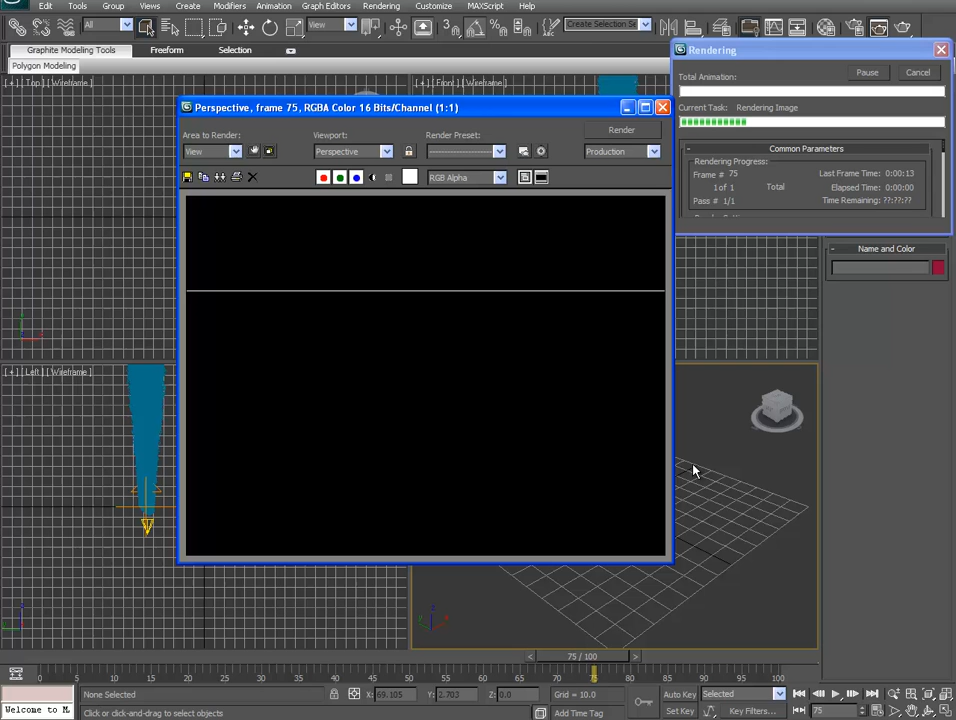 Edit Tools Group Views Create Modifiers Animation Graph Editors Rendering Customize MAXScript Help
All View 3 Create Selection Se
Graphite Modeling Tools Freeform Selection
Polygon Modeling
[ + ] [ Top ] [ Wireframe ]
[ + ] [ Front ] [ Wireframe ]
Rendering
Total Animation: Pause Cancel
Current Task: Rendering Image
- Common Parameters
Rendering Progress:
Frame # 75 Last Frame Time: 0:00:13
1 of 1 Total Elapsed Time: 0:00:00
Pass # 1/1 Time Remaining: ??:??:??
Perspective, frame 75, RGBA Color 16 Bits/Channel (1:1)
Area to Render: Viewport: Render Preset: Render
View Perspective Production
RGB Alpha
- Name and Color
[ + ] [ Left ] [ Wireframe ]
< 75 / 100 >
0 5 10 15 20 25 30 35 40 45 50 55 60 65 70 75 80 85 90 95 100
None Selected X: 69.105 Y: 2.703 Z: 0.0 Grid = 10.0 Auto Key Selected
Welcome to M Click or click-and-drag to select objects Add Time Tag Set Key Key Filters... 75